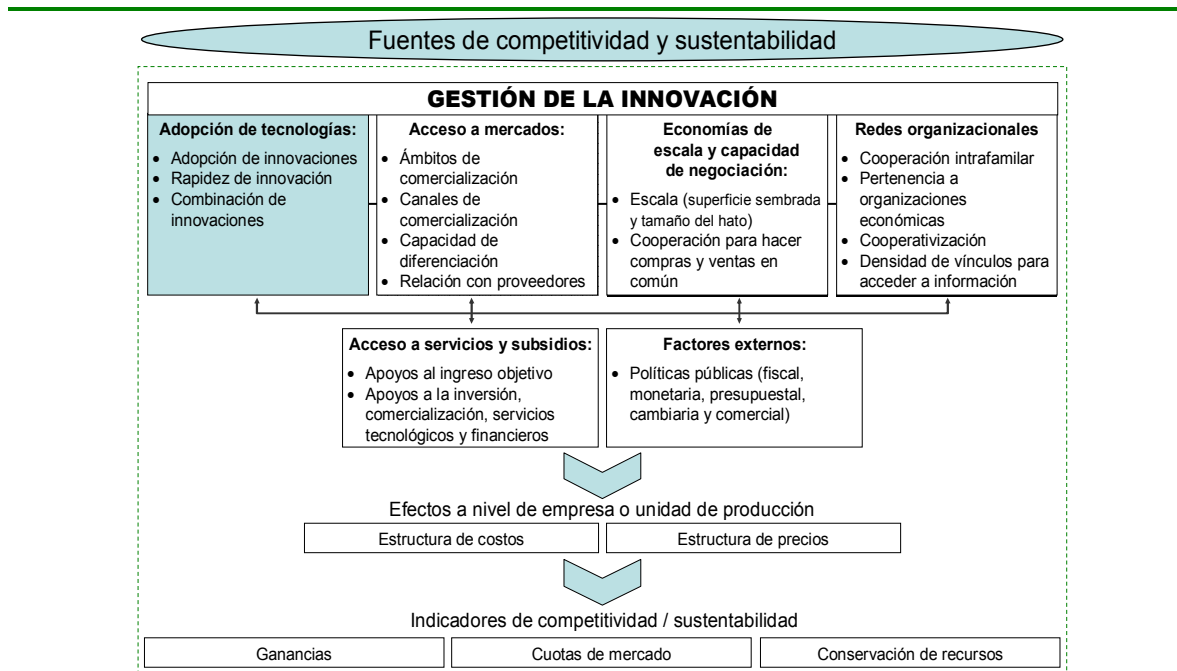 Fuentes de competitividad y sustentabilidad
GESTIÓN DE LA INNOVACIÓN
Adopción de tecnologías:
• Adopción de innovaciones
• Rapidez de innovación
• Combinación de
innovaciones
Acceso a mercados:
• Ámbitos de
comercialización
• Canales de
comercialización
• Capacidad de
diferenciación
• Relación con proveedores
Economías de
escala y capacidad
de negociación:
• Escala (superficie sembrada
y tamaño del hato)
• Cooperación para hacer
compras y ventas en
común
Redes organizacionales
• Cooperación intrafamilar
• Pertenencia a
organizaciones
económicas
• Cooperativización
• Densidad de vínculos para
acceder a información
Acceso a servicios y subsidios:
• Apoyos al ingreso objetivo
• Apoyos a la inversión,
comercialización, servicios
tecnológicos y financieros
Factores externos:
• Políticas públicas (fiscal,
monetaria, presupuestal,
cambiaria y comercial)
Efectos a nivel de empresa o unidad de producción
Estructura de costos
Estructura de precios
Indicadores de competitividad / sustentabilidad
Ganancias
Cuotas de mercado
Conservación de recursos